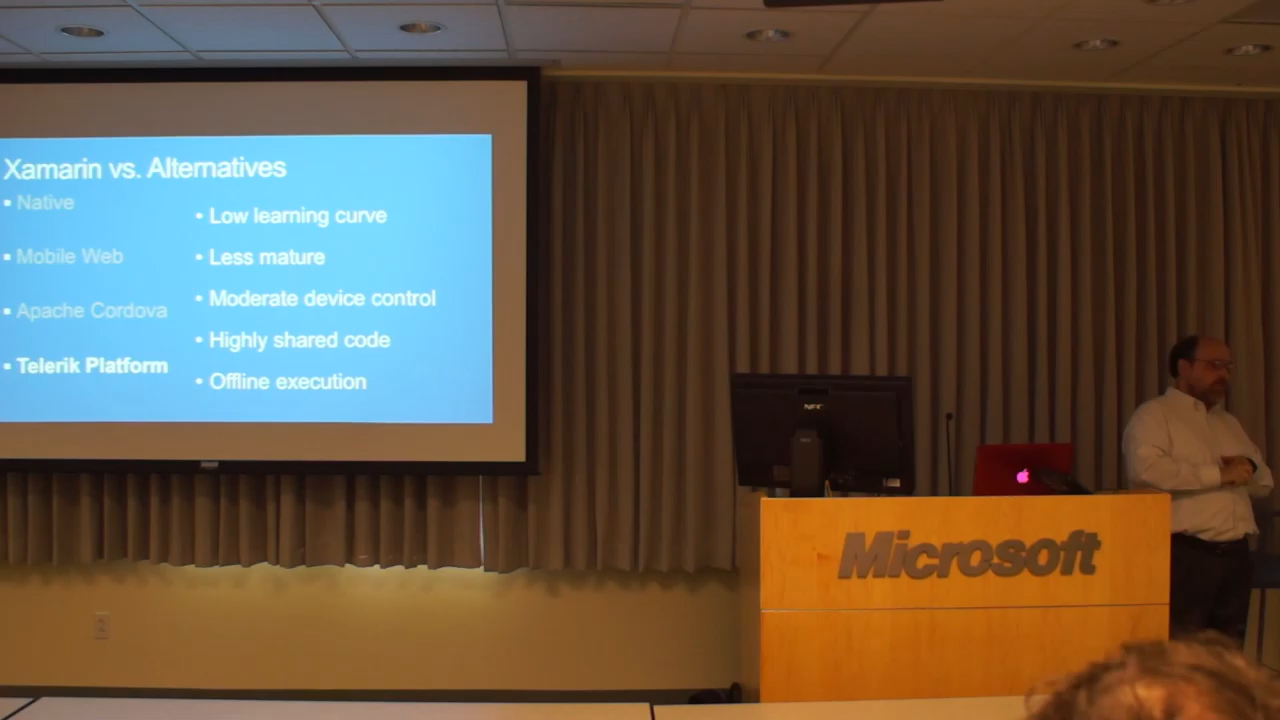 Xamarin vs. Alternatives
▪ Native
▪ Mobile Web
▪ Apache Cordova
▪ Telerik Platform
• Low learning curve
• Less mature
• Moderate device control
• Highly shared code
• Offline execution
NEC
Microsoft